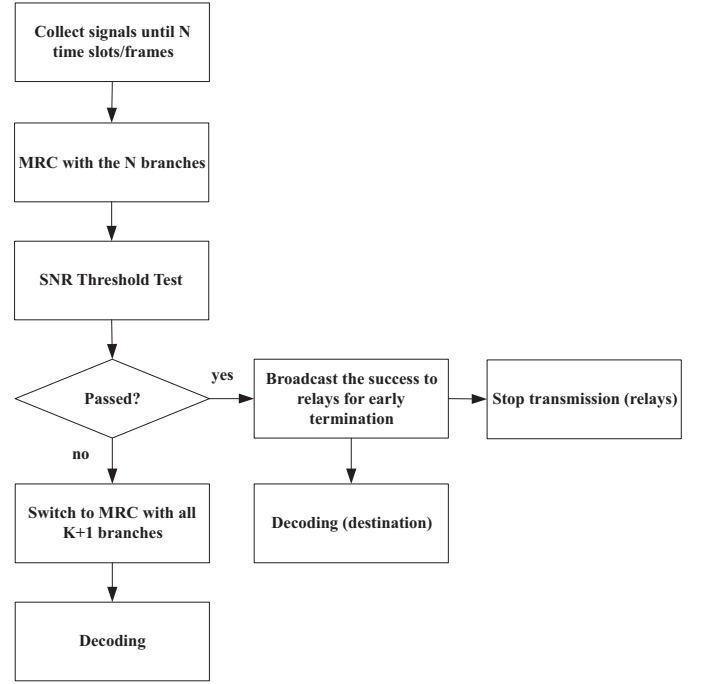 Collect signals until N
time slots/frames
MRC with the N branches
SNR Threshold Test
Passed?
yes
Broadcast the success to
relays for early
termination
Stop transmission (relays)
no
Switch to MRC with all
K+1 branches
Decoding (destination)
Decoding